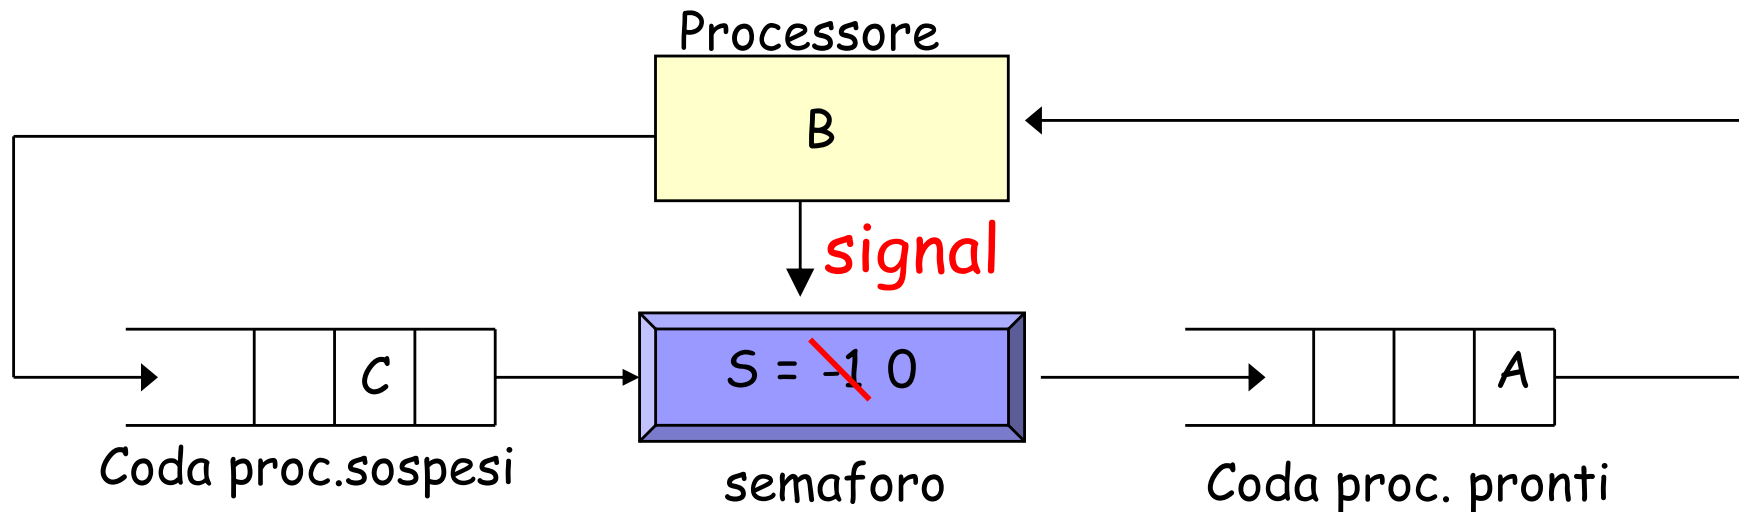 Processore
B
signal
C
S = -1 0
A
Coda proc.sospesi
semaforo
Coda proc. pronti